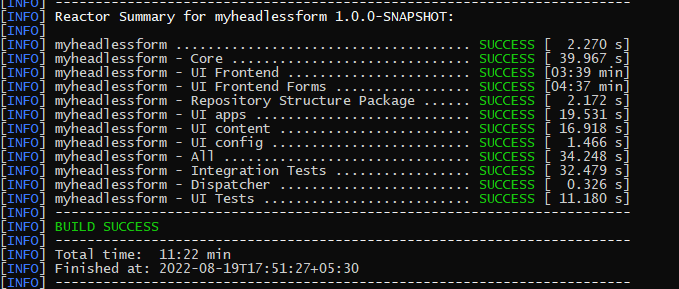 [INFO] ------------------------------------------------------------------------
[INFO] Reactor Summary for myheadlessform 1.0.0-SNAPSHOT:
[INFO]
[INFO] myheadlessform ..................................... SUCCESS [  2.270 s]
[INFO] myheadlessform - Core .............................. SUCCESS [ 39.967 s]
[INFO] myheadlessform - UI Frontend ....................... SUCCESS [03:39 min]
[INFO] myheadlessform - UI Frontend Forms ................. SUCCESS [04:37 min]
[INFO] myheadlessform - Repository Structure Package ...... SUCCESS [  2.172 s]
[INFO] myheadlessform - UI apps ........................... SUCCESS [ 19.531 s]
[INFO] myheadlessform - UI content ........................ SUCCESS [ 16.918 s]
[INFO] myheadlessform - UI config ......................... SUCCESS [  1.466 s]
[INFO] myheadlessform - All ............................... SUCCESS [ 34.248 s]
[INFO] myheadlessform - Integration Tests ................. SUCCESS [ 32.479 s]
[INFO] myheadlessform - Dispatcher ........................ SUCCESS [  0.326 s]
[INFO] myheadlessform - UI Tests .......................... SUCCESS [ 11.180 s]
[INFO] ------------------------------------------------------------------------
[INFO] BUILD SUCCESS
[INFO] ------------------------------------------------------------------------
[INFO] Total time:  11:22 min
[INFO] Finished at: 2022-08-19T17:51:27+05:30
[INFO] ------------------------------------------------------------------------